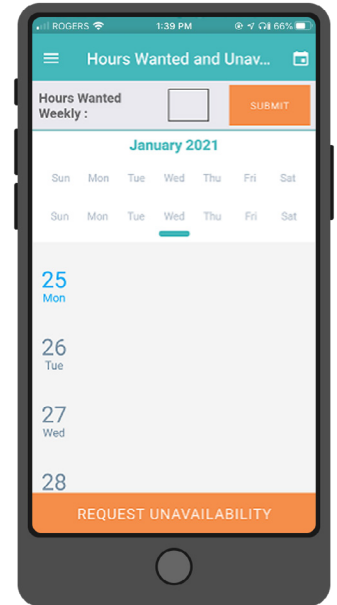 ROGERS 1:39 PM 66%
Hours Wanted and Unav...
Hours Wanted
Weekly :
SUBMIT
January 2021
Sun Mon Tue Wed Thu Fri Sat
Sun Mon Tue Wed Thu Fri Sat
25
Mon
26
Tue
27
Wed
28
REQUEST UNAVAILABILITY